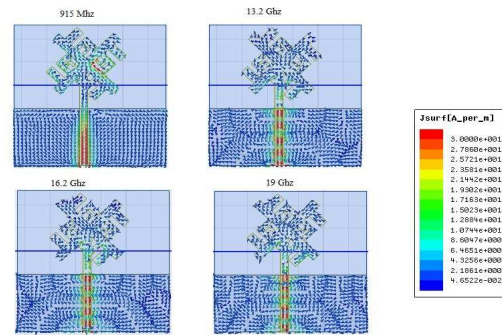 915 Mhz
13.2 Ghz
16.2 Ghz
19 Ghz
Jsurf[A_per_m]
3.0000e+001
2.7860e+001
2.5721e+001
2.3581e+001
2.1442e+001
1.9302e+001
1.7163e+001
1.5023e+001
1.2884e+001
1.0744e+001
8.6047e+000
6.4651e+000
4.3256e+000
2.1861e+000
4.6522e-002